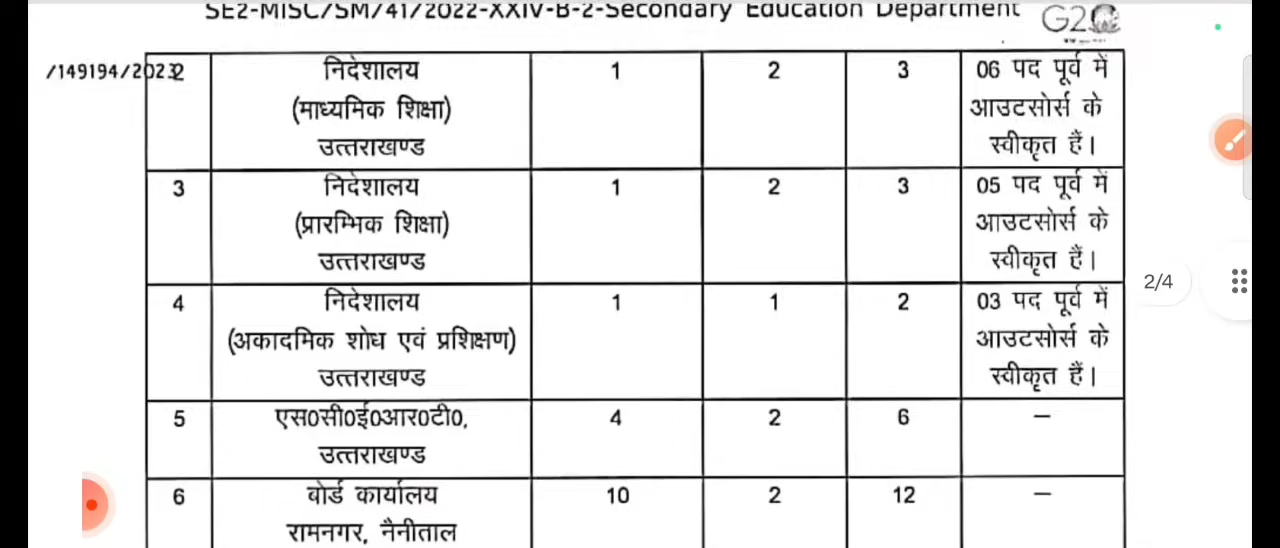 SE2-MISC/SM/41/2022-XXIV-B-2-Secondary Education Department G20
/149194/2023
2 निदेशालय 1 2 3 06 पद पूर्व में
(माध्यमिक शिक्षा) आउटसोर्स के
उत्तराखण्ड स्वीकृत हैं।
3 निदेशालय 1 2 3 05 पद पूर्व में
(प्रारम्भिक शिक्षा) आउटसोर्स के
उत्तराखण्ड स्वीकृत हैं।
4 निदेशालय 1 1 2 03 पद पूर्व में
(अकादमिक शोध एवं प्रशिक्षण) आउटसोर्स के
उत्तराखण्ड स्वीकृत हैं।
2/4
5 एस0सी0ई0आर0टी0, 4 2 6 –
उत्तराखण्ड
6 बोर्ड कार्यालय 10 2 12 –
रामनगर, नैनीताल